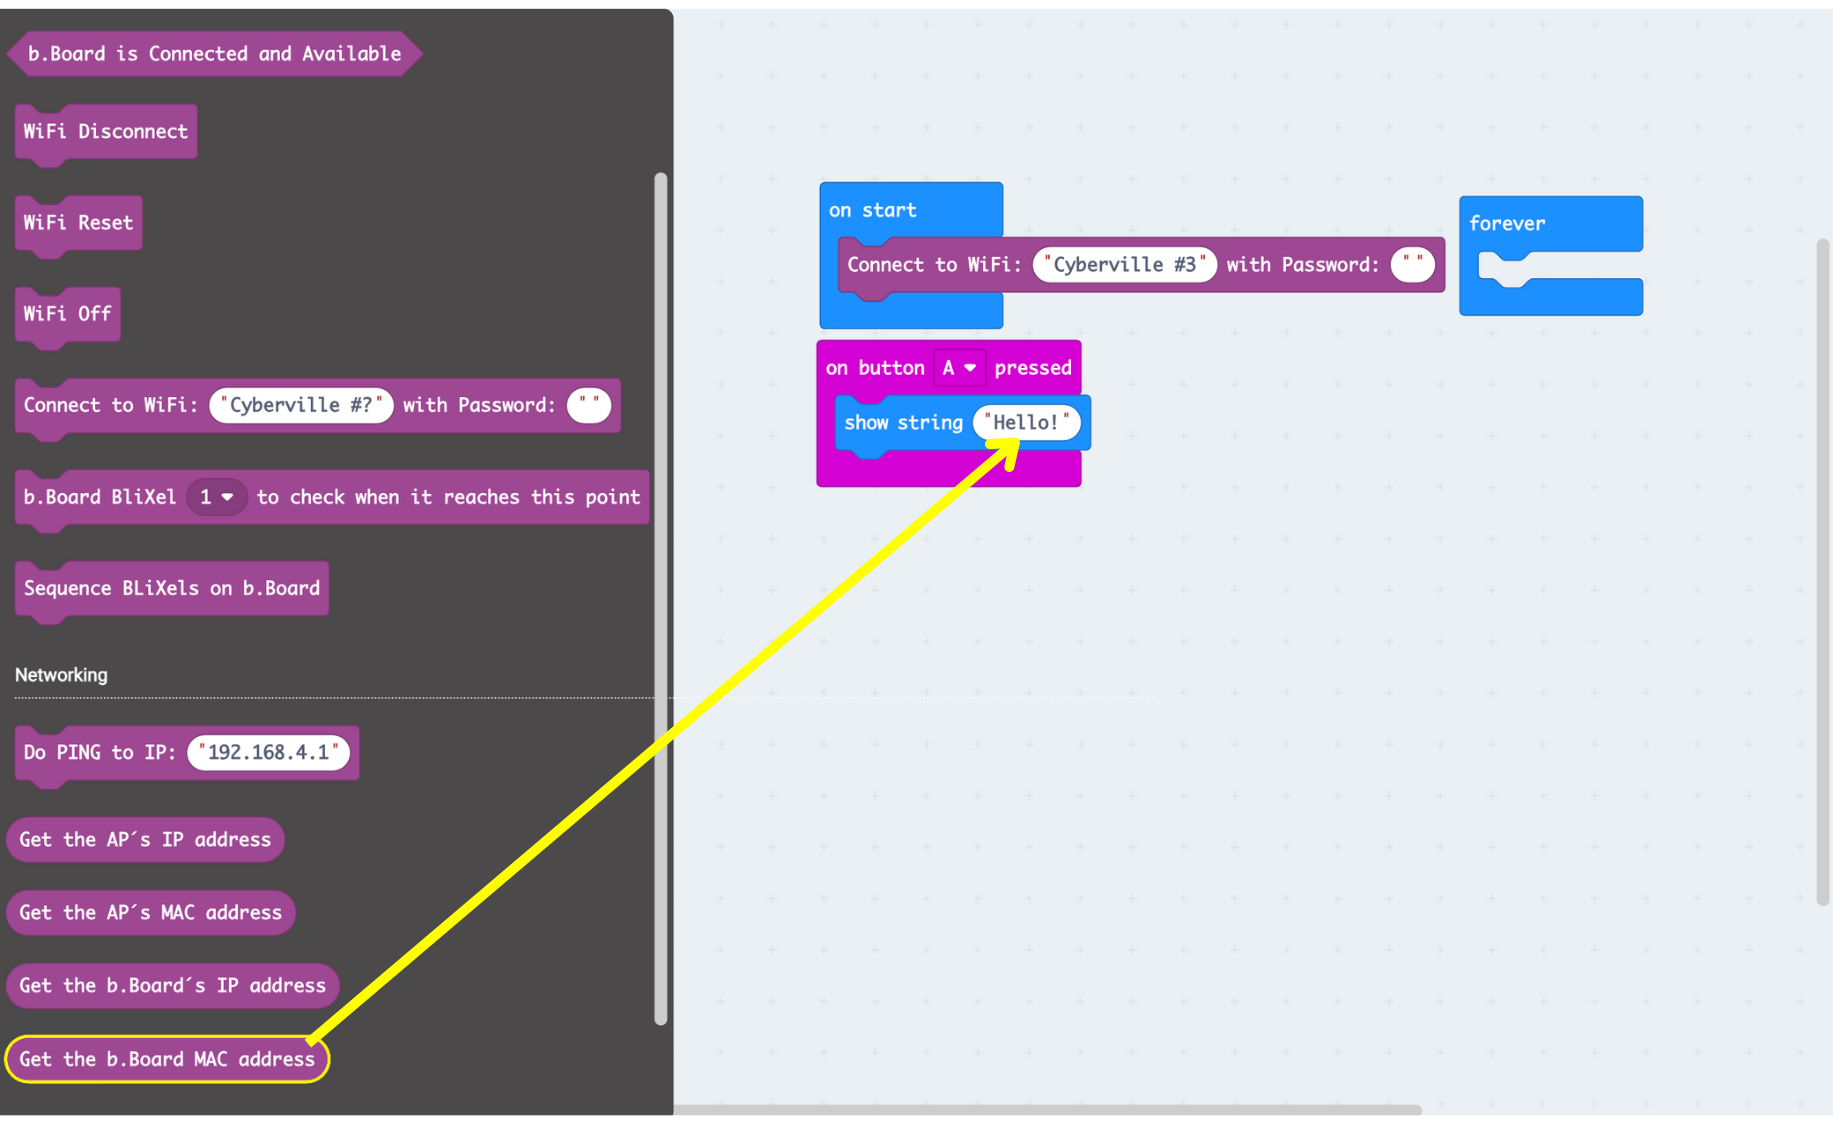 b.Board is Connected and Available
WiFi Disconnect
WiFi Reset
WiFi Off
Connect to WiFi: "Cyberville #?" with Password: " "
b.Board BliXel 1 to check when it reaches this point
Sequence BLiXels on b.Board
Networking
Do PING to IP: "192.168.4.1"
Get the AP´s IP address
Get the AP´s MAC address
Get the b.Board´s IP address
Get the b.Board MAC address
on start
Connect to WiFi: "Cyberville #3" with Password: " "
on button A pressed
show string "Hello!"
forever